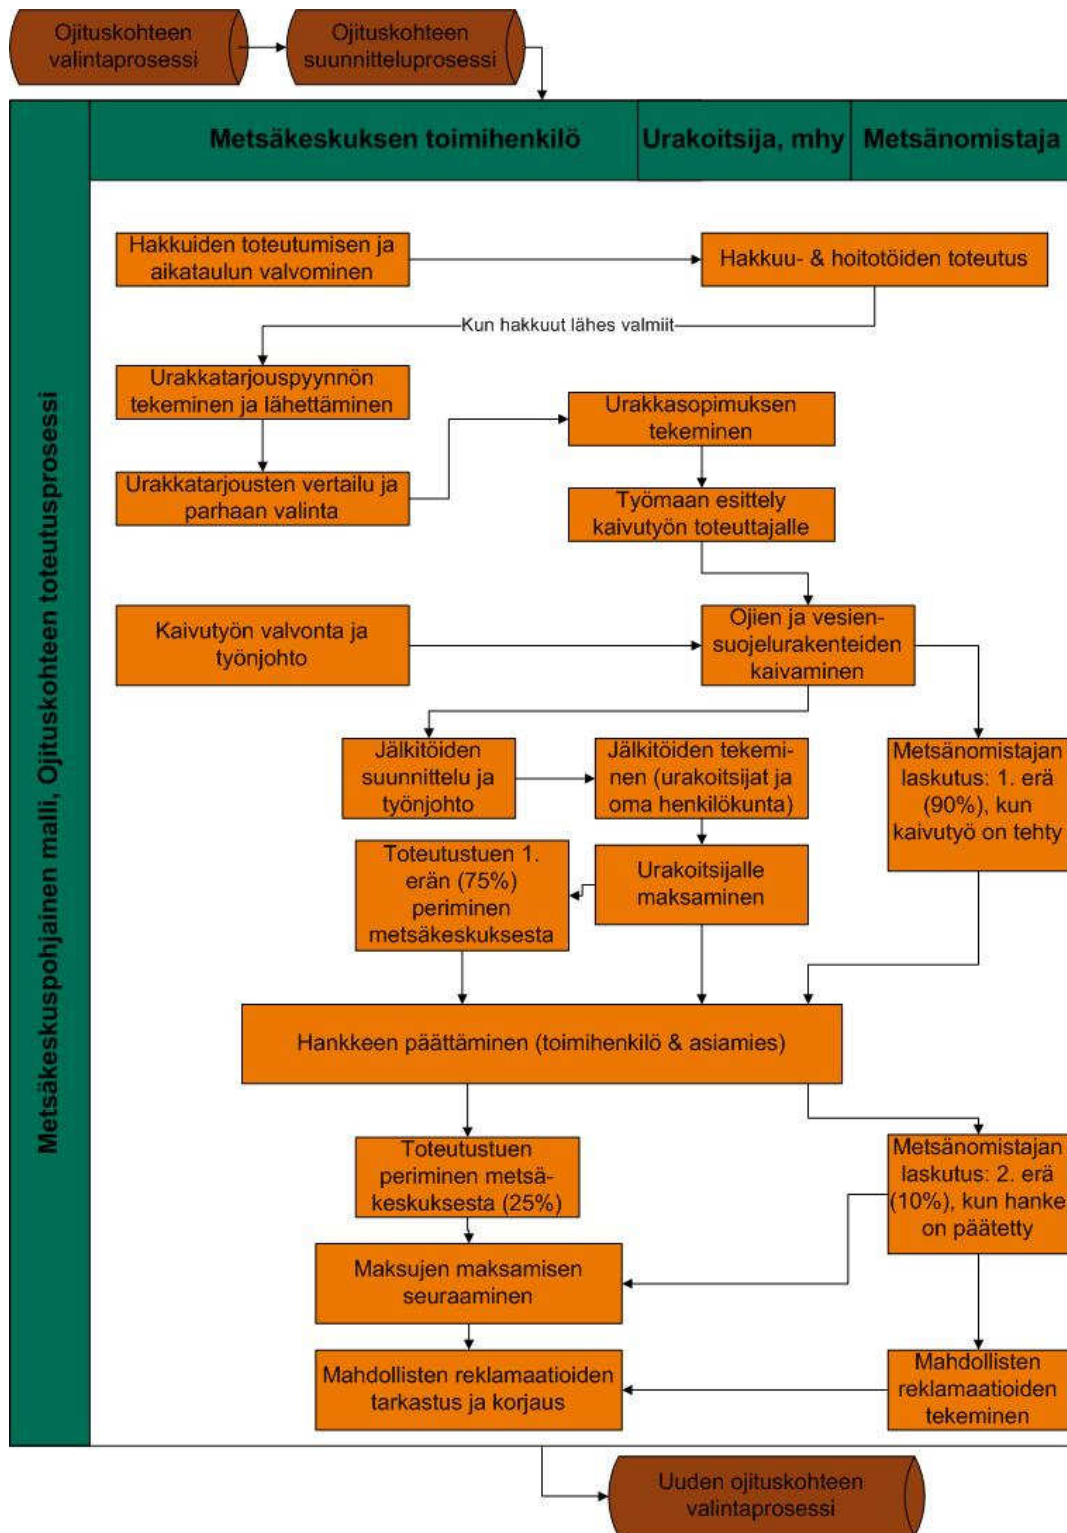 Ojituskohteen
valintaprosessi
Ojituskohteen
suunnitteluprosessi
Metsäkeskuspohjainen malli, Ojituskohteen toteutusprosessi
Metsäkeskuksen toimihenkilö
Urakoitsija, mhy
Metsänomistaja
Hakkuiden toteutumisen ja
aikataulun valvominen
Hakkuu- & hoitotöiden toteutus
Kun hakkuut lähes valmiit
Urakkatarjouspyynnön
tekeminen ja lähettäminen
Urakkasopimuksen
tekeminen
Urakkatarjousten vertailu ja
parhaan valinta
Työmaan esittely
kaivutyön toteuttajalle
Kaivutyön valvonta ja
työnjohto
Ojien ja vesien-
suojelurakenteiden
kaivaminen
Jälkitöiden
suunnittelu ja
työnjohto
Jälkitöiden tekemi-
nen (urakoitsijat ja
oma henkilökunta)
Metsänomistajan
laskutus: 1. erä
(90%), kun
kaivutyö on tehty
Toteutustuen 1.
erän (75%)
periminen
metsäkeskuksesta
Urakoitsijalle
maksaminen
Hankkeen päättäminen (toimihenkilö & asiamies)
Toteutustuen
periminen metsä-
keskuksesta (25%)
Metsänomistajan
laskutus: 2. erä
(10%), kun hanke
on päätetty
Maksujen maksamisen
seuraaminen
Mahdollisten reklamaatioiden
tarkastus ja korjaus
Mahdollisten
reklamaatioiden
tekeminen
Uuden ojituskohteen
valintaprosessi